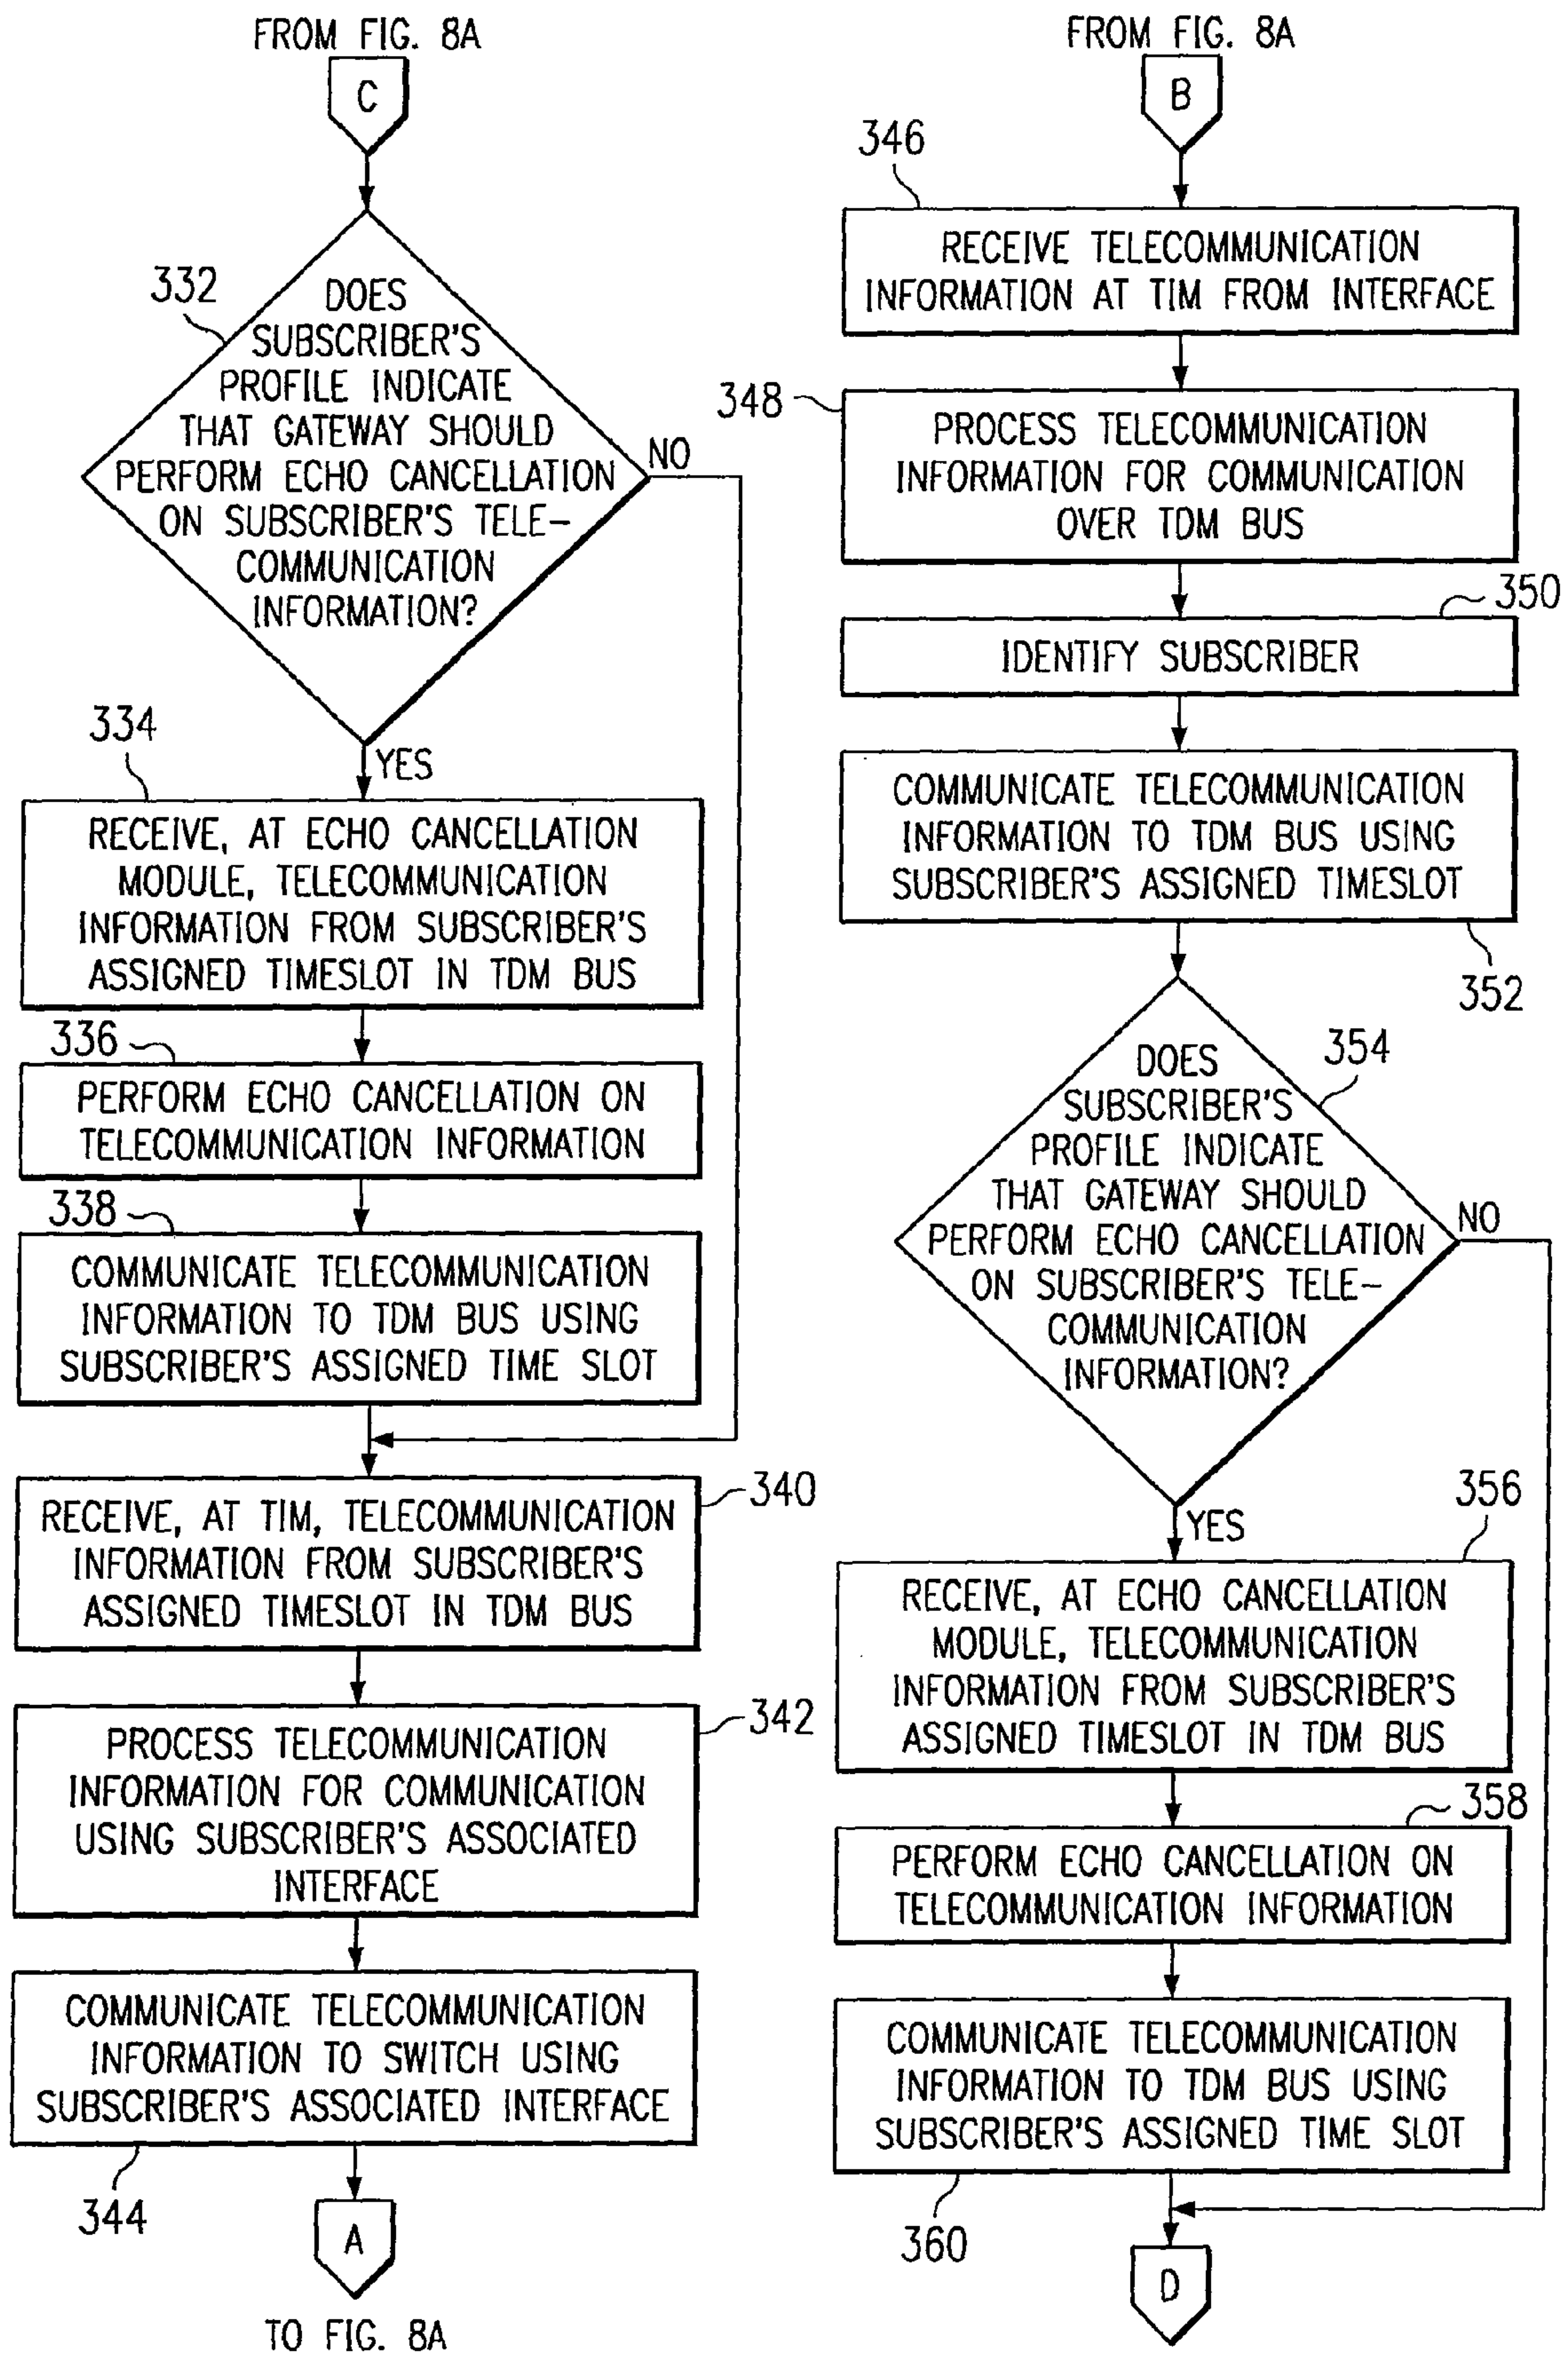 FROM FIG. 8A
C
332
DOES
SUBSCRIBER'S
PROFILE INDICATE
THAT GATEWAY SHOULD
PERFORM ECHO CANCELLATION
ON SUBSCRIBER'S TELE-
COMMUNICATION
INFORMATION?
NO
YES
334
RECEIVE, AT ECHO CANCELLATION
MODULE, TELECOMMUNICATION
INFORMATION FROM SUBSCRIBER'S
ASSIGNED TIMESLOT IN TDM BUS
336
PERFORM ECHO CANCELLATION ON
TELECOMMUNICATION INFORMATION
338
COMMUNICATE TELECOMMUNICATION
INFORMATION TO TDM BUS USING
SUBSCRIBER'S ASSIGNED TIME SLOT
340
RECEIVE, AT TIM, TELECOMMUNICATION
INFORMATION FROM SUBSCRIBER'S
ASSIGNED TIMESLOT IN TDM BUS
342
PROCESS TELECOMMUNICATION
INFORMATION FOR COMMUNICATION
USING SUBSCRIBER'S ASSOCIATED
INTERFACE
COMMUNICATE TELECOMMUNICATION
INFORMATION TO SWITCH USING
SUBSCRIBER'S ASSOCIATED INTERFACE
344
A
TO FIG. 8A
FROM FIG. 8A
B
346
RECEIVE TELECOMMUNICATION
INFORMATION AT TIM FROM INTERFACE
348
PROCESS TELECOMMUNICATION
INFORMATION FOR COMMUNICATION
OVER TDM BUS
350
IDENTIFY SUBSCRIBER
COMMUNICATE TELECOMMUNICATION
INFORMATION TO TDM BUS USING
SUBSCRIBER'S ASSIGNED TIMESLOT
352
354
DOES
SUBSCRIBER'S
PROFILE INDICATE
THAT GATEWAY SHOULD
PERFORM ECHO CANCELLATION
ON SUBSCRIBER'S TELE-
COMMUNICATION
INFORMATION?
NO
YES
356
RECEIVE, AT ECHO CANCELLATION
MODULE, TELECOMMUNICATION
INFORMATION FROM SUBSCRIBER'S
ASSIGNED TIMESLOT IN TDM BUS
358
PERFORM ECHO CANCELLATION ON
TELECOMMUNICATION INFORMATION
COMMUNICATE TELECOMMUNICATION
INFORMATION TO TDM BUS USING
SUBSCRIBER'S ASSIGNED TIME SLOT
360
D